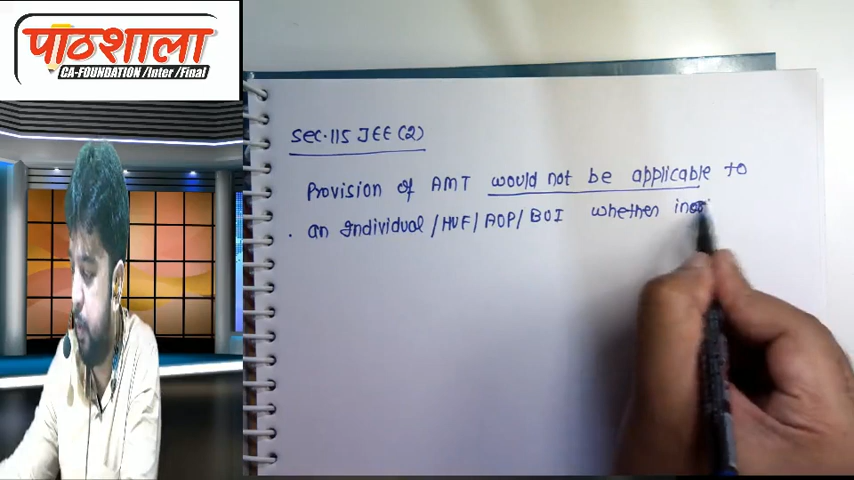 पाठशाला
CA-FOUNDATION/Inter/Final
Sec. 115 JEE (2)
Provision of AMT would not be applicable to
an Individual / HUF / AOP / BOI whether